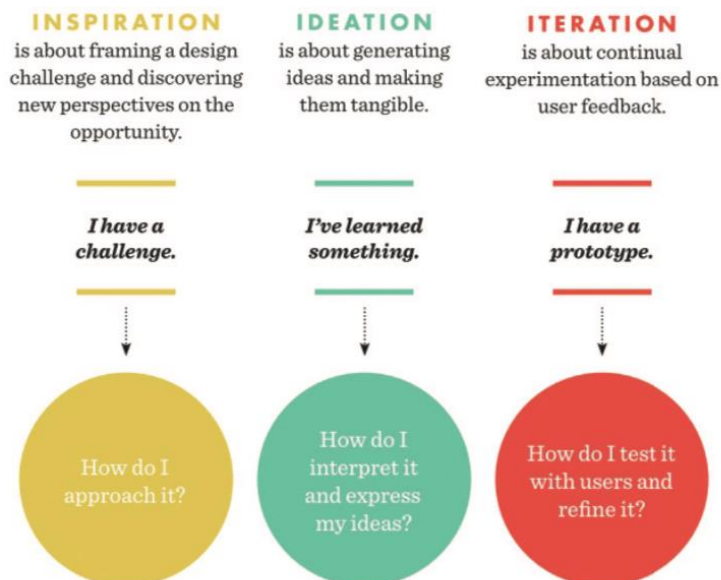 INSPIRATION
is about framing a design
challenge and discovering
new perspectives on the
opportunity.
I have a
challenge.
How do I
approach it?
IDEATION
is about generating
ideas and making
them tangible.
I've learned
something.
How do I
interpret it
and express
my ideas?
ITERATION
is about continual
experimentation based on
user feedback.
I have a
prototype.
How do I test it
with users and
refine it?